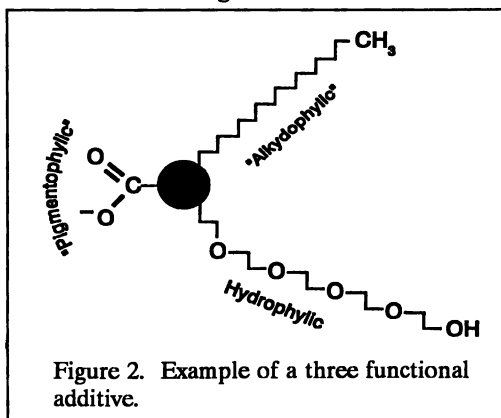 CH3
"Alkydophylic"
"Pigmentophylic"
O
C
−O
O
O
O
O
OH
Hydrophylic
Figure 2. Example of a three functional
additive.